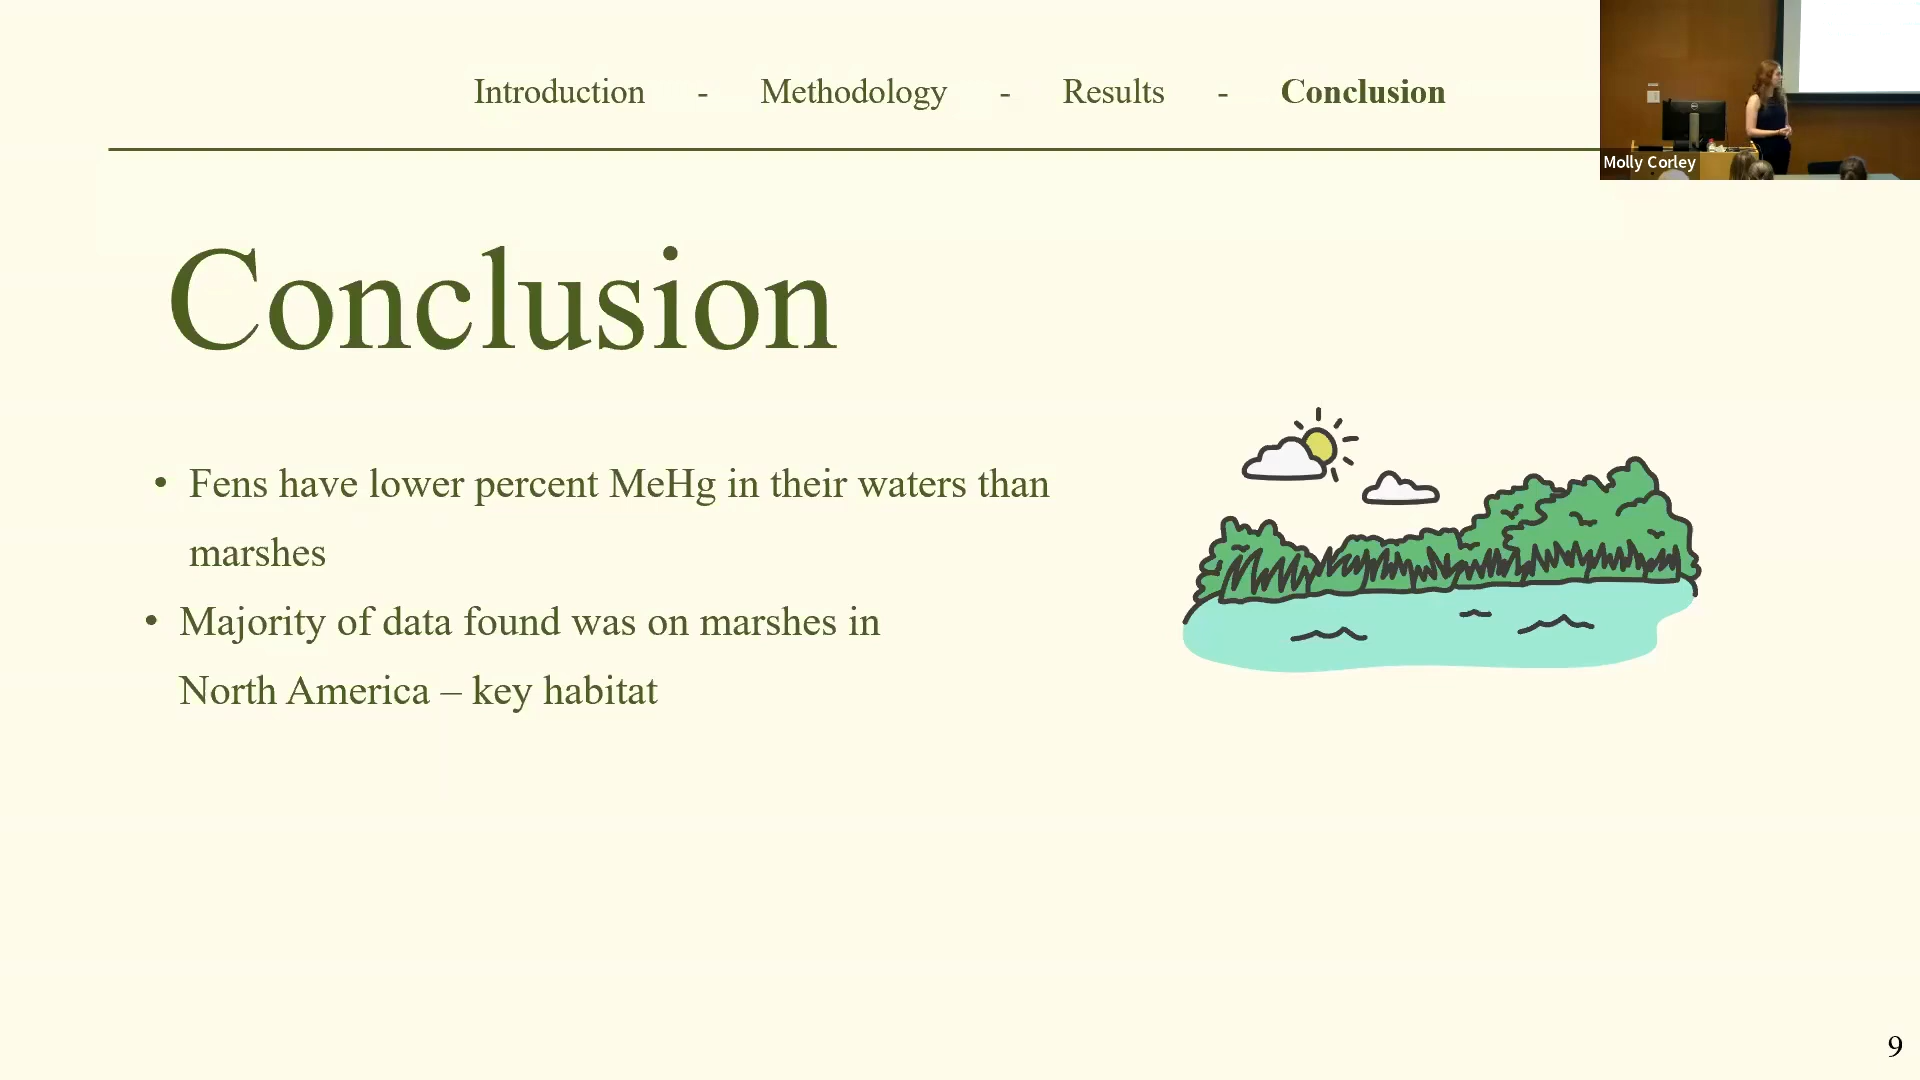 Introduction - Methodology - Results - Conclusion
Molly Corley
Conclusion
• Fens have lower percent MeHg in their waters than
marshes
• Majority of data found was on marshes in
North America – key habitat
9